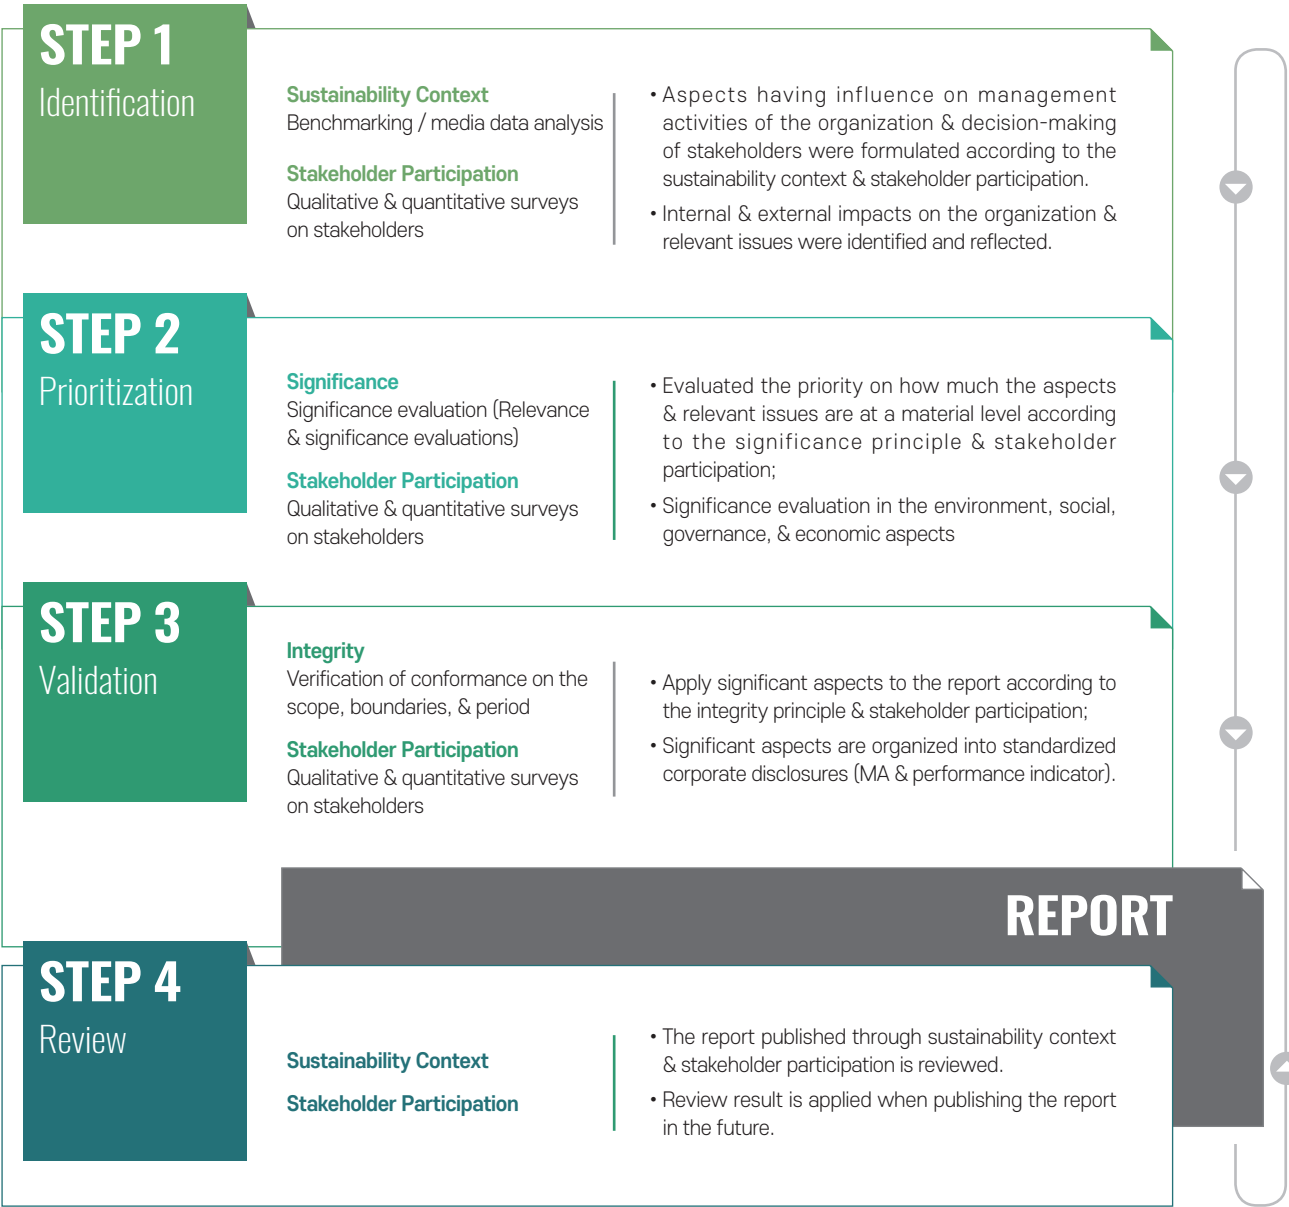 STEP 1
Identification
Sustainability Context
Benchmarking / media data analysis
Stakeholder Participation
Qualitative & quantitative surveys
on stakeholders
• Aspects having influence on management
activities of the organization & decision-making
of stakeholders were formulated according to the
sustainability context & stakeholder participation.
• Internal & external impacts on the organization &
relevant issues were identified and reflected.
STEP 2
Prioritization
Significance
Significance evaluation (Relevance
& significance evaluations)
Stakeholder Participation
Qualitative & quantitative surveys
on stakeholders
• Evaluated the priority on how much the aspects
& relevant issues are at a material level according
to the significance principle & stakeholder
participation;
• Significance evaluation in the environment, social,
governance, & economic aspects
STEP 3
Validation
Integrity
Verification of conformance on the
scope, boundaries, & period
Stakeholder Participation
Qualitative & quantitative surveys
on stakeholders
• Apply significant aspects to the report according to
the integrity principle & stakeholder participation;
• Significant aspects are organized into standardized
corporate disclosures (MA & performance indicator).
REPORT
STEP 4
Review
Sustainability Context
Stakeholder Participation
• The report published through sustainability context
& stakeholder participation is reviewed.
• Review result is applied when publishing the report
in the future.